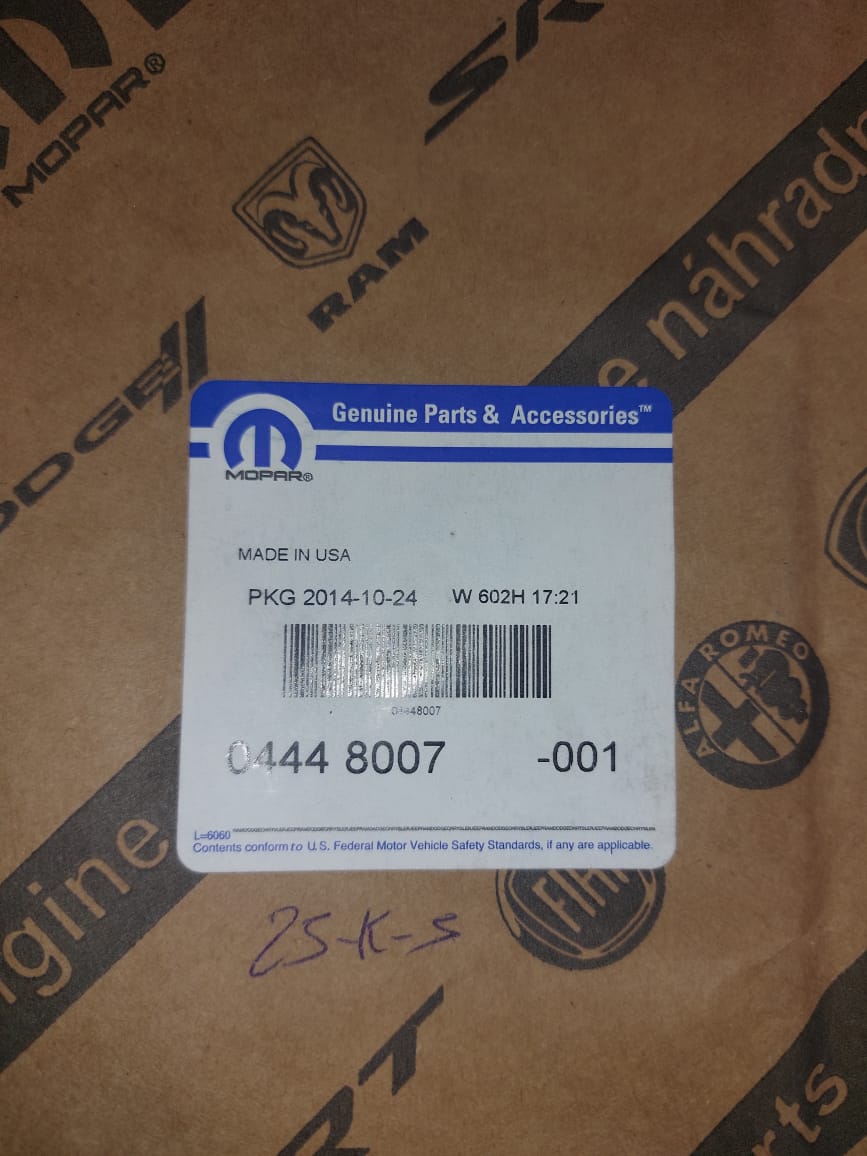 MOPAR®
SR
RAM
DODGE
e náhradn
Genuine Parts & Accessories™
MOPAR®
MADE IN USA
PKG 2014-10-24 W 602H 17:21
04448007
0444 8007 -001
ALFA ROMEO
L=6060
Contents conform to U.S. Federal Motor Vehicle Safety Standards, if any are applicable.
gine
FIAT
25-K-S
RT
rts